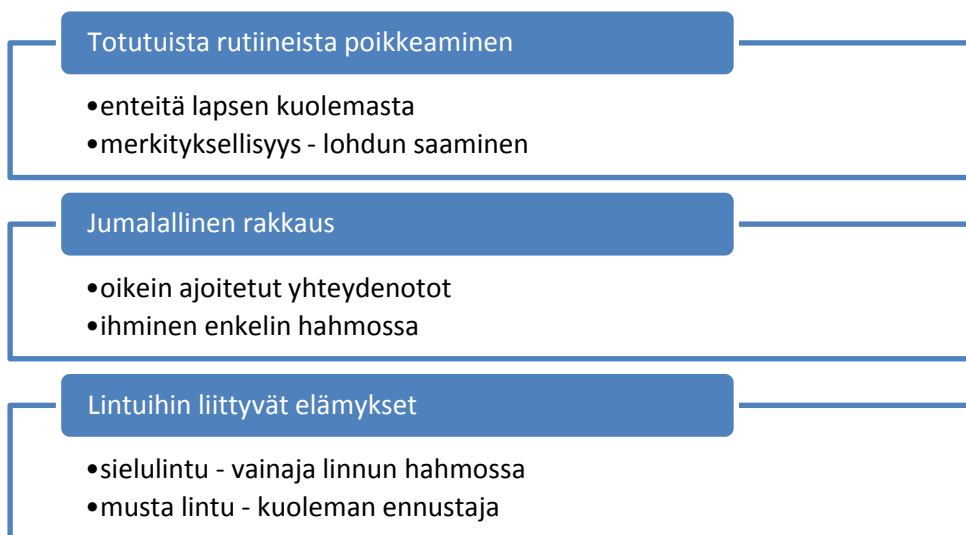 Totutuista rutiineista poikkeaminen
•enteitä lapsen kuolemasta
•merkityksellisyys - lohdun saaminen
Jumalallinen rakkaus
•oikein ajoitetut yhteydenotot
•ihminen enkelin hahmossa
Lintuihin liittyvät elämykset
•sielulintu - vainaja linnun hahmossa
•musta lintu - kuoleman ennustaja